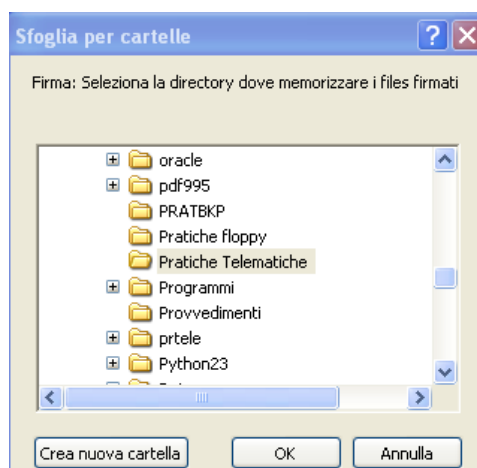 Sfoglia per cartelle
Firma: Seleziona la directory dove memorizzare i files firmati
oracle
pdf995
PRATBKP
Pratiche floppy
Pratiche Telematiche
Programmi
Provvedimenti
prtele
Python23
Crea nuova cartella OK Annulla